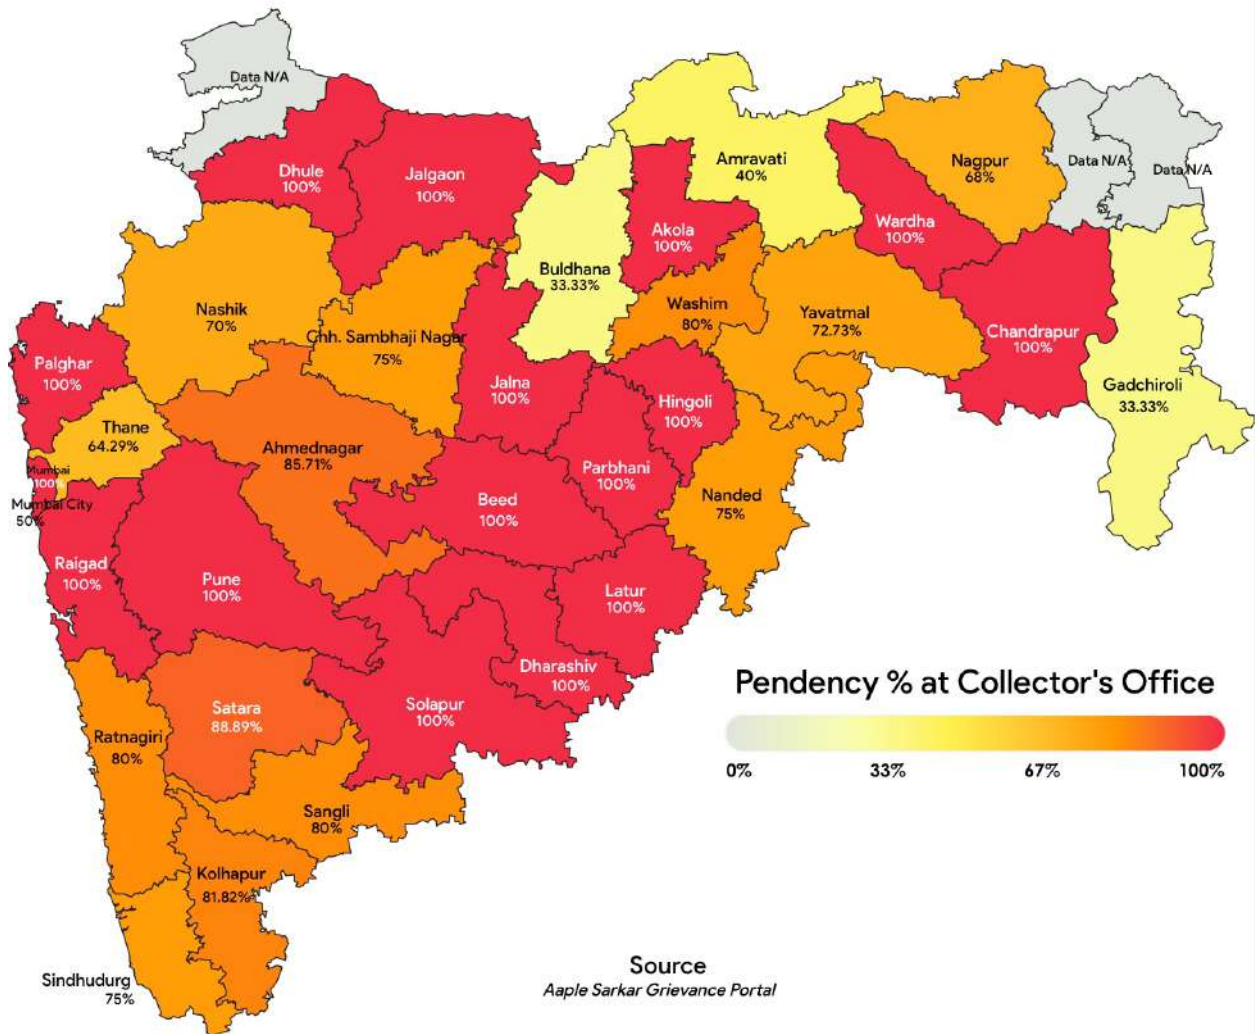 Data N/A
Dhule
100%
Jalgaon
100%
Buldhana
33.33%
Akola
100%
Amravati
40%
Wardha
100%
Nagpur
68%
Data N/A
Data N/A
Nashik
70%
Chh. Sambhaji Nagar
75%
Washim
80%
Yavatmal
72.73%
Chandrapur
100%
Gadchiroli
33.33%
Palghar
100%
Thane
64.29%
Ahmednagar
85.71%
Jalna
100%
Hingoli
100%
Parbhani
100%
Nanded
75%
Mumbai
100%
Mumbai City
50%
Beed
100%
Raigad
100%
Pune
100%
Latur
100%
Dharashiv
100%
Solapur
100%
Satara
88.89%
Ratnagiri
80%
Sangli
80%
Kolhapur
81.82%
Sindhudurg
75%
Pendency % at Collector's Office
0% 33% 67% 100%
Source
Aaple Sarkar Grievance Portal